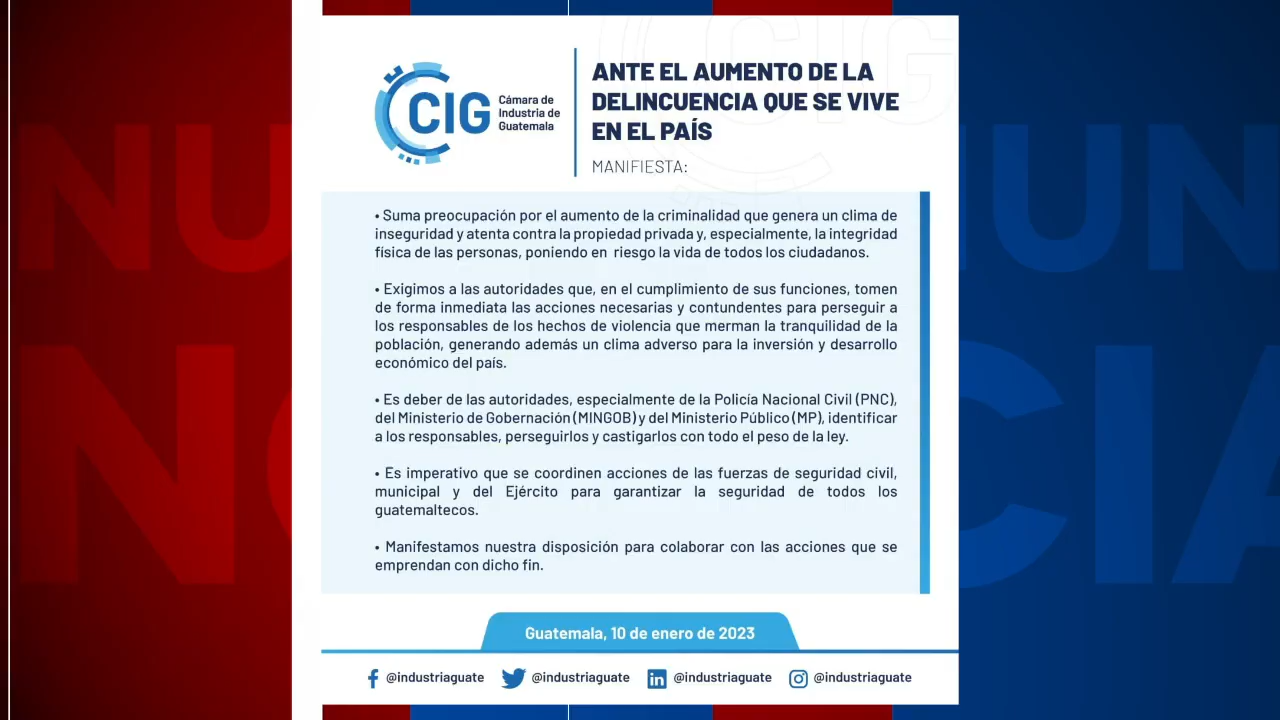 CIG
Cámara de
Industria de
Guatemala
ANTE EL AUMENTO DE LA
DELINCUENCIA QUE SE VIVE
EN EL PAÍS
MANIFIESTA:
• Suma preocupación por el aumento de la criminalidad que genera un clima de
inseguridad y atenta contra la propiedad privada y, especialmente, la integridad
física de las personas, poniendo en riesgo la vida de todos los ciudadanos.
• Exigimos a las autoridades que, en el cumplimiento de sus funciones, tomen
de forma inmediata las acciones necesarias y contundentes para perseguir a
los responsables de los hechos de violencia que merman la tranquilidad de la
población, generando además un clima adverso para la inversión y desarrollo
económico del país.
• Es deber de las autoridades, especialmente de la Policía Nacional Civil (PNC),
del Ministerio de Gobernación (MINGOB) y del Ministerio Público (MP), identificar
a los responsables, perseguirlos y castigarlos con todo el peso de la ley.
• Es imperativo que se coordinen acciones de las fuerzas de seguridad civil,
municipal y del Ejército para garantizar la seguridad de todos los
guatemaltecos.
• Manifestamos nuestra disposición para colaborar con las acciones que se
emprendan con dicho fin.
Guatemala, 10 de enero de 2023
@industriaguate @industriaguate @industriaguate @industriaguate